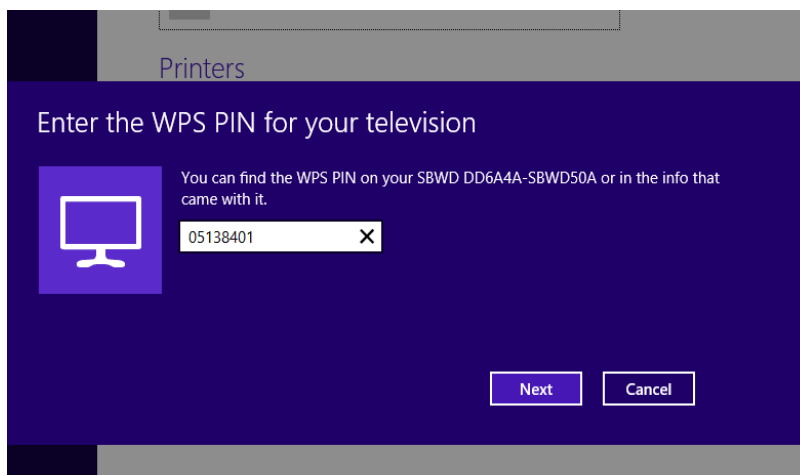 Printers
Enter the WPS PIN for your television
You can find the WPS PIN on your SBWD DD6A4A-SBWD50A or in the info that
came with it.
05138401
Next Cancel